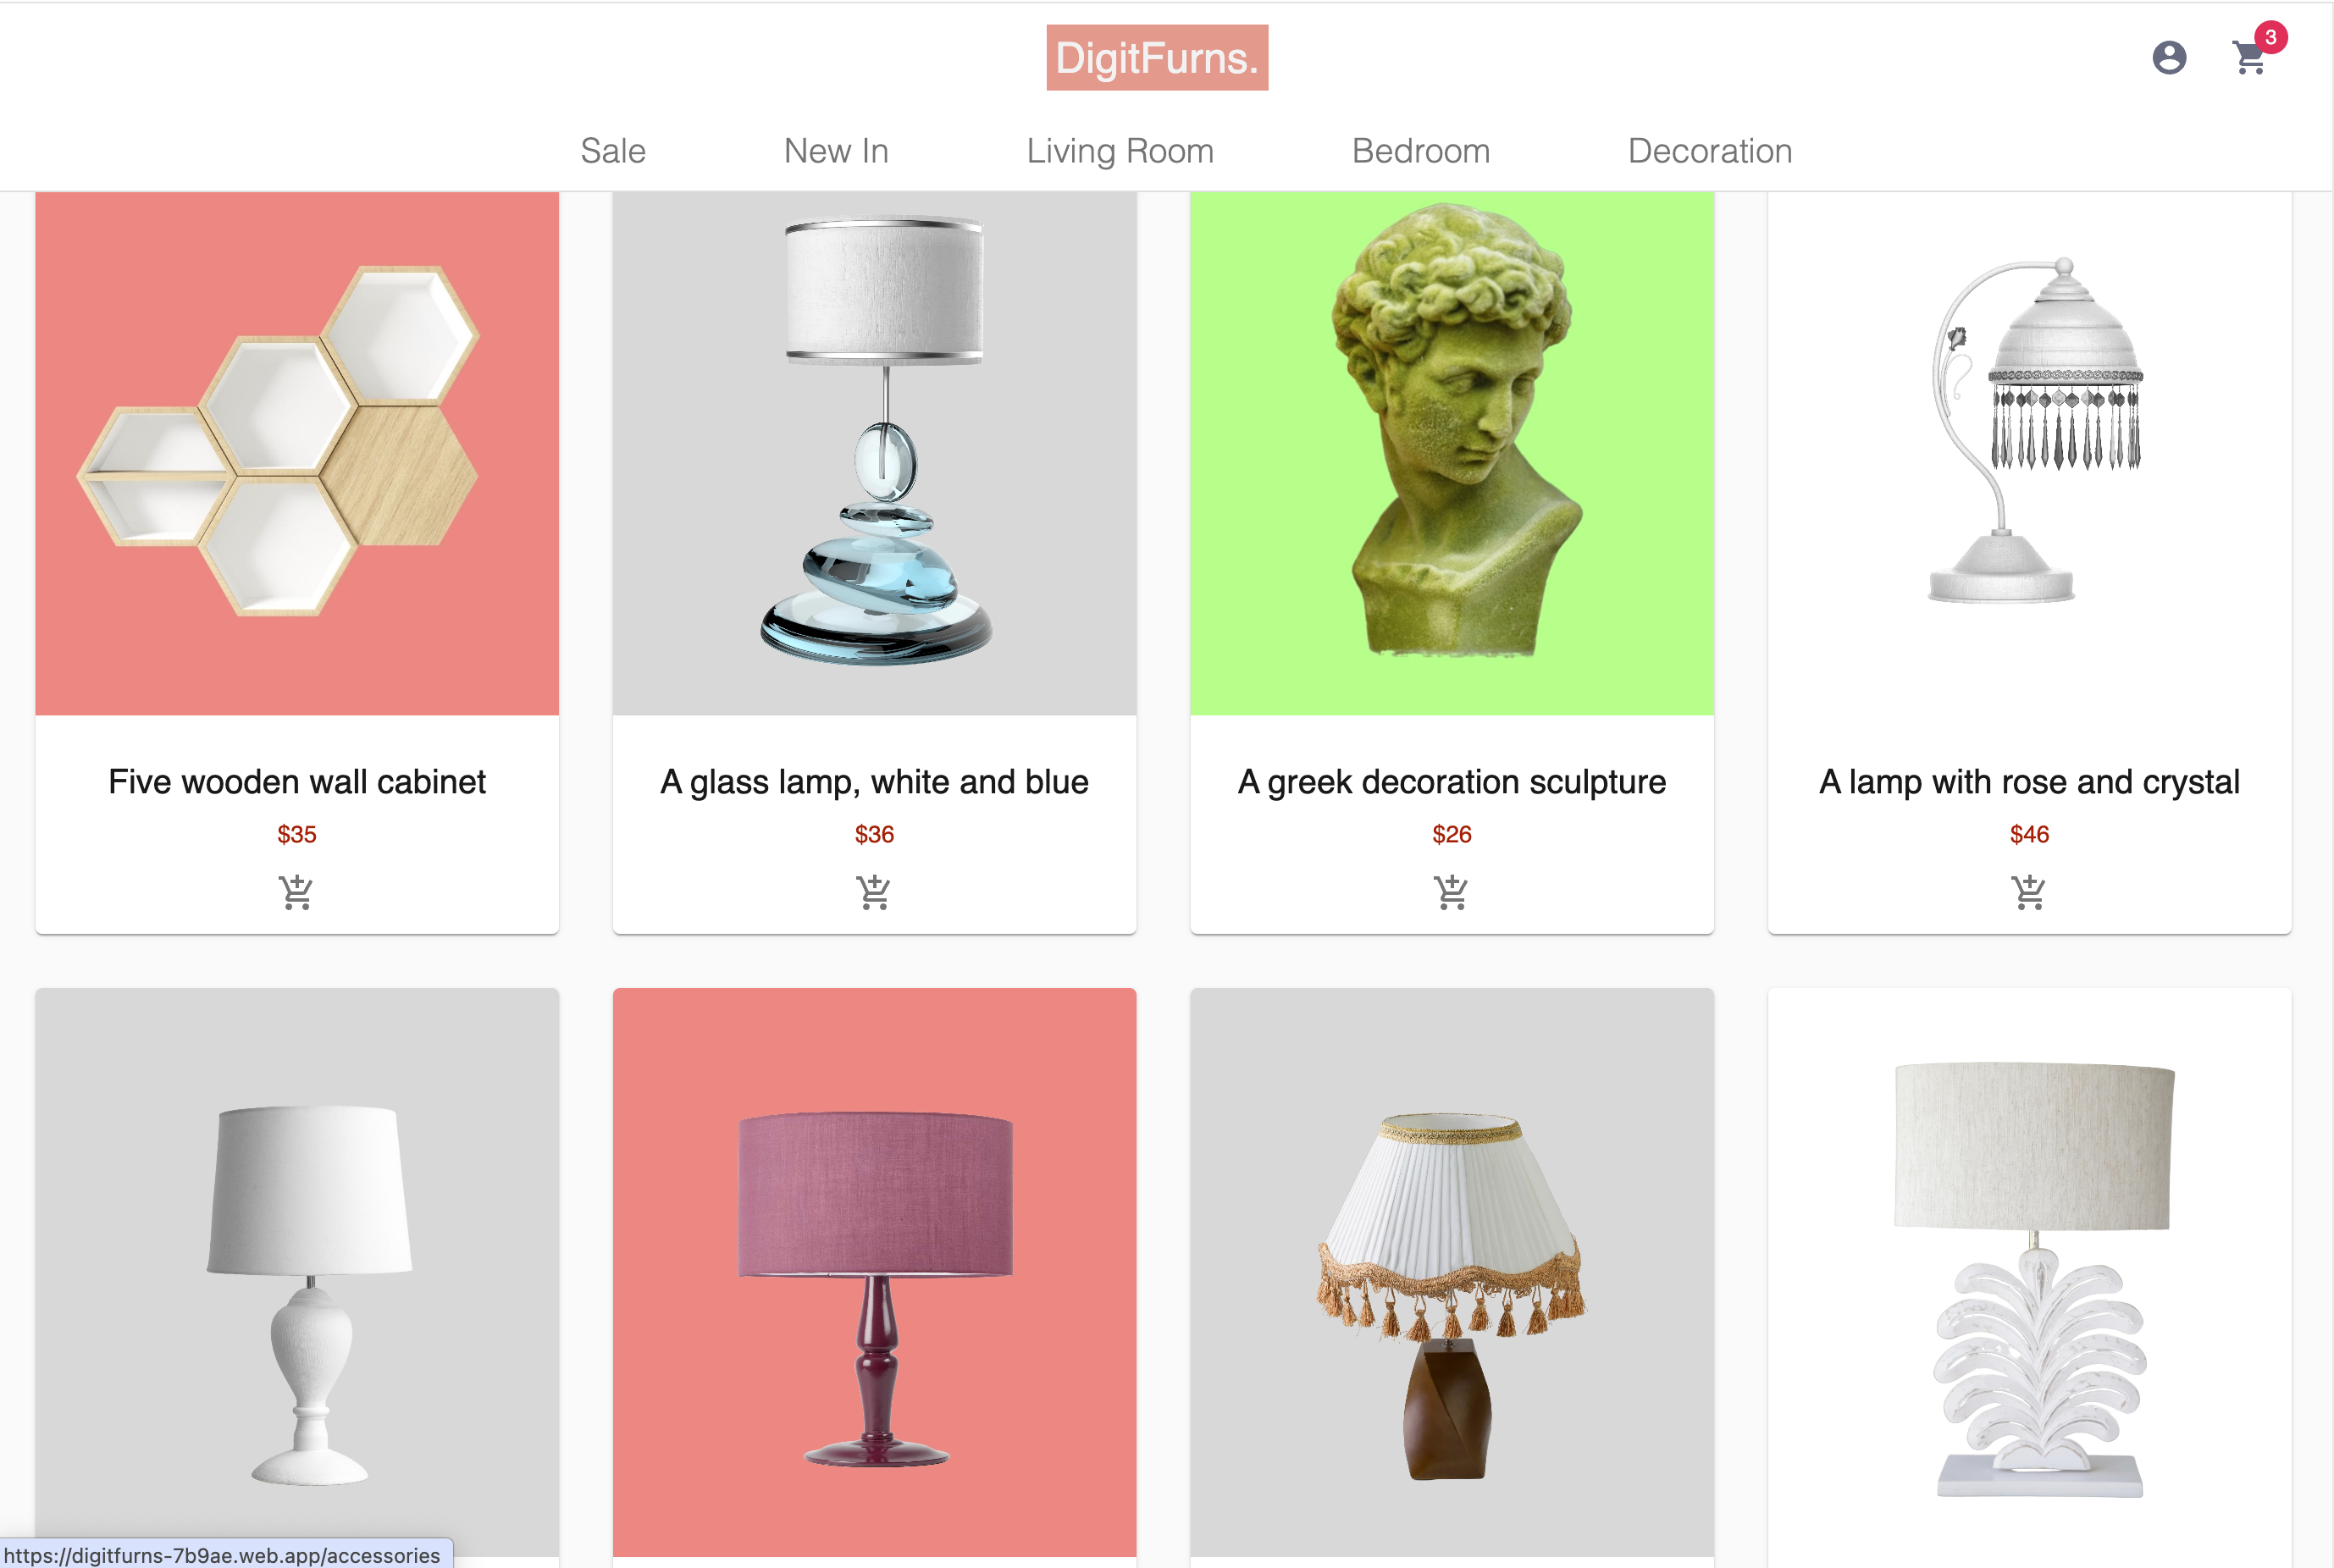 DigitFurns.
3
Sale New In Living Room Bedroom Decoration
Five wooden wall cabinet
$35
A glass lamp, white and blue
$36
A greek decoration sculpture
$26
A lamp with rose and crystal
$46
https://digitfurns-7b9ae.web.app/accessories